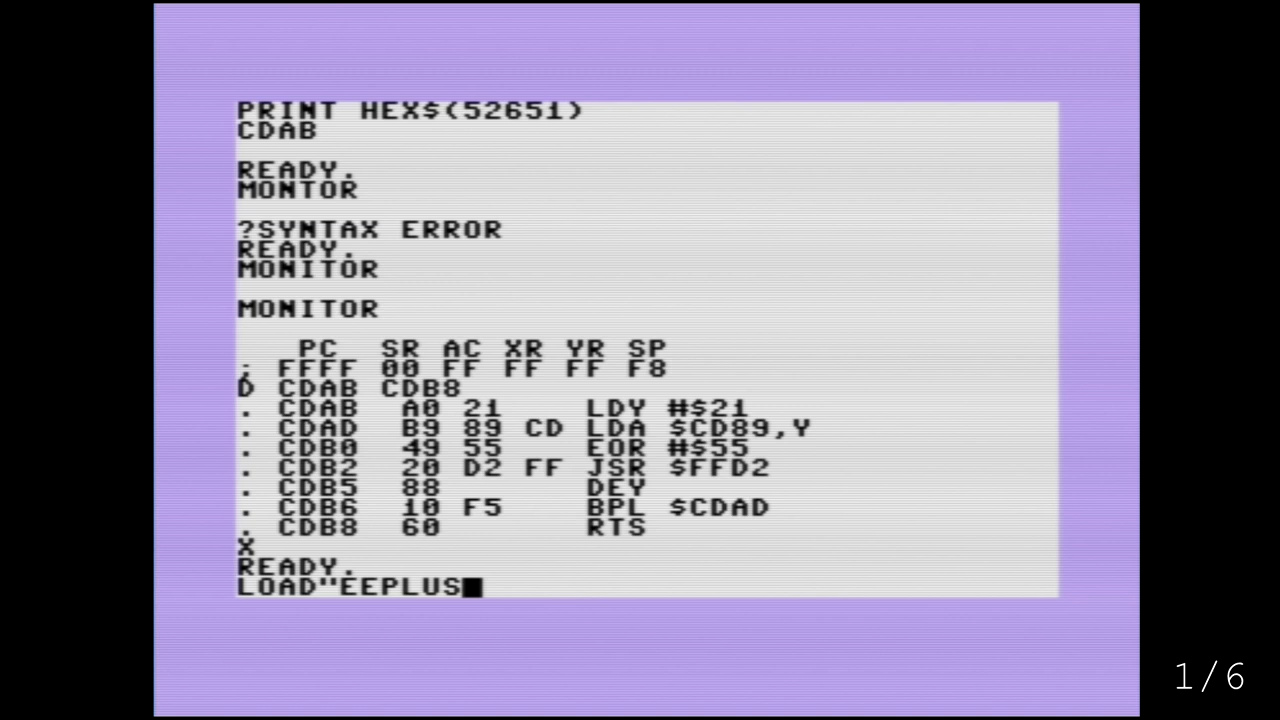 PRINT HEX$(52651)
CDAB
READY.
MONTOR
?SYNTAX ERROR
READY.
MONITOR
MONITOR
PC SR AC XR YR SP
; FFFF 00 FF FF FF F8
D CDAB CDB8
. CDAB A0 21 LDY #$21
. CDAD B9 89 CD LDA $CD89,Y
. CDB0 49 55 EOR #$55
. CDB2 20 D2 FF JSR $FFD2
. CDB5 88 DEY
. CDB6 10 F5 BPL $CDAD
. CDB8 60 RTS
X
READY.
LOAD"EEPLUS
1/6